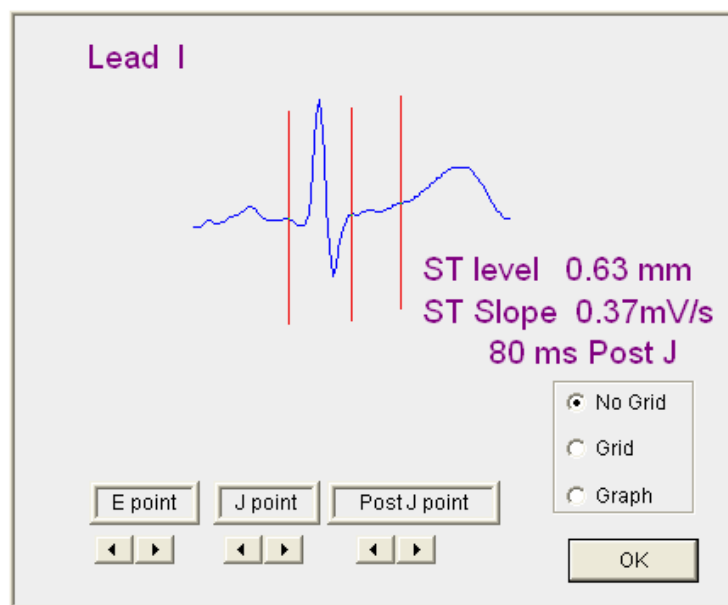 Lead I
ST level 0.63 mm
ST Slope 0.37mV/s
80 ms Post J
No Grid
Grid
Graph
E point J point Post J point
OK